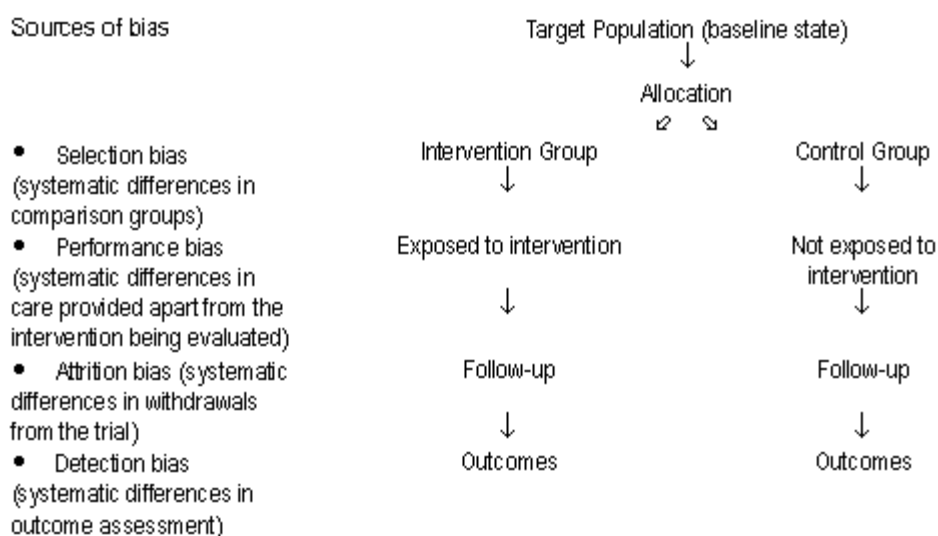 Sources of bias
Target Population (baseline state)
↓
Allocation
• Selection bias
(systematic differences in
comparison groups)
Intervention Group
Control Group
↓ ↓
• Performance bias
(systematic differences in
care provided apart from the
intervention being evaluated)
Exposed to intervention
Not exposed to
intervention
↓ ↓
• Attrition bias (systematic
differences in withdrawals
from the trial)
Follow-up
Follow-up
↓ ↓
• Detection bias
(systematic differences in
outcome assessment)
Outcomes
Outcomes